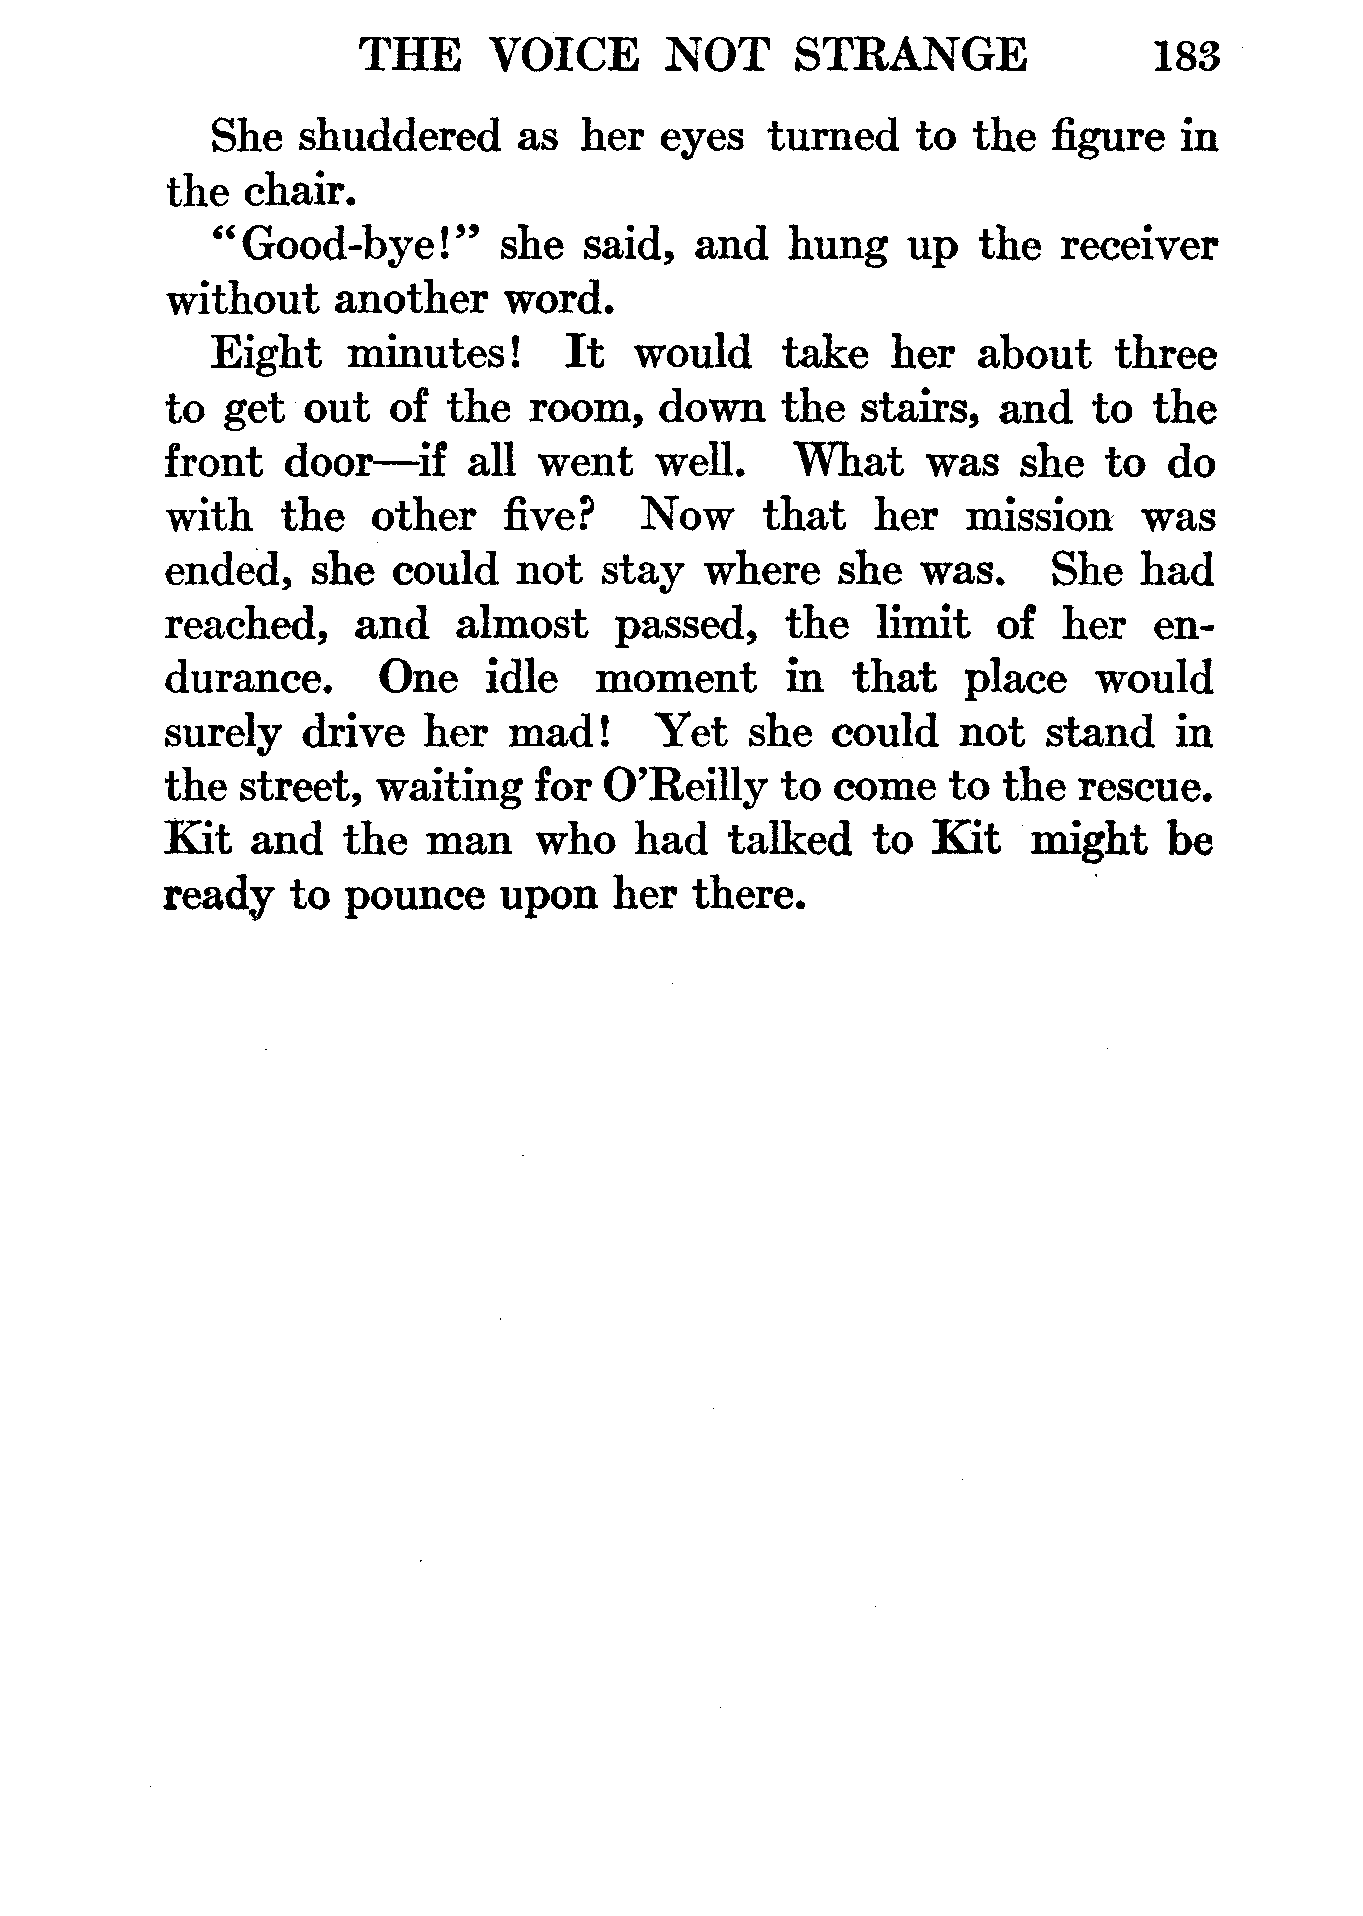 THE VOICE NOT STRANGE 183
She shuddered as her eyes turned to the figure in
the chair.
“Good-bye!” she said, and hung up the receiver
without another word.
Eight minutes! It would take her about three
to get out of the room, down the stairs, and to the
front door—if all went well. What was she to do
with the other five? Now that her mission was
ended, she could not stay where she was. She had
reached, and almost passed, the limit of her en-
durance. One idle moment in that place would
surely drive her mad! Yet she could not stand in
the street, waiting for O’Reilly to come to the rescue.
Kit and the man who had talked to Kit might be
ready to pounce upon her there.